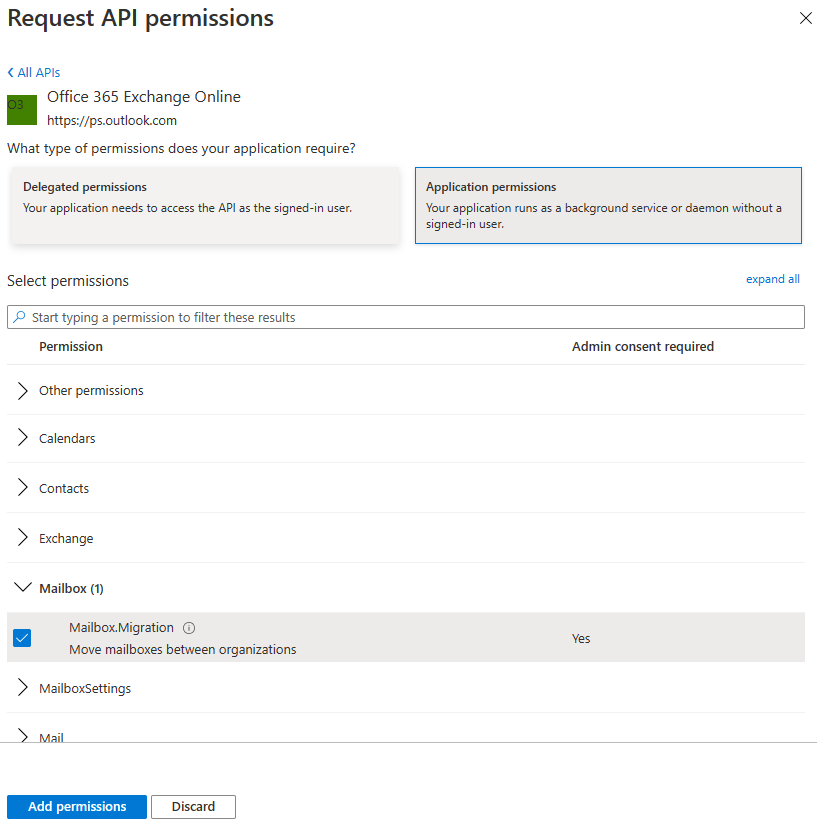 Request API permissions
All APIs
O3
Office 365 Exchange Online
https://ps.outlook.com
What type of permissions does your application require?
Delegated permissions
Your application needs to access the API as the signed-in user.
Application permissions
Your application runs as a background service or daemon without a
signed-in user.
Select permissions
expand all
Start typing a permission to filter these results
Permission
Admin consent required
Other permissions
Calendars
Contacts
Exchange
Mailbox (1)
Mailbox.Migration
Move mailboxes between organizations
Yes
MailboxSettings
Mail
Add permissions
Discard